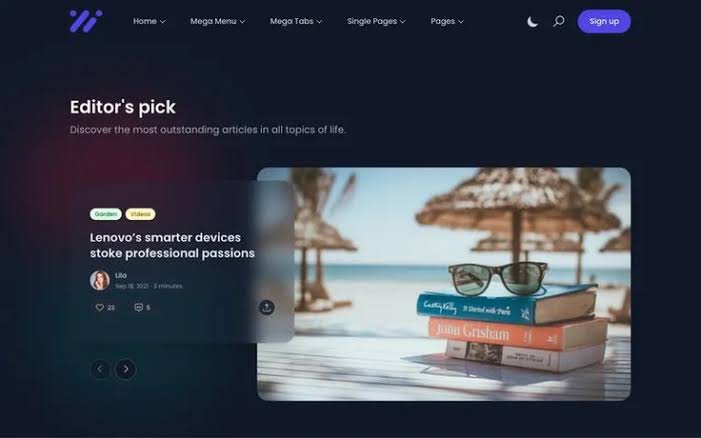 Home Mega Menu Mega Tabs Single Pages Pages Sign up
Editor's pick
Discover the most outstanding articles in all topics of life.
Garden Videos
Lenovo's smarter devices
stoke professional passions
Lila
Sep 18, 2021 · 3 minutes
23 5
Cathy Kelly It Started with Paris
John Grisham